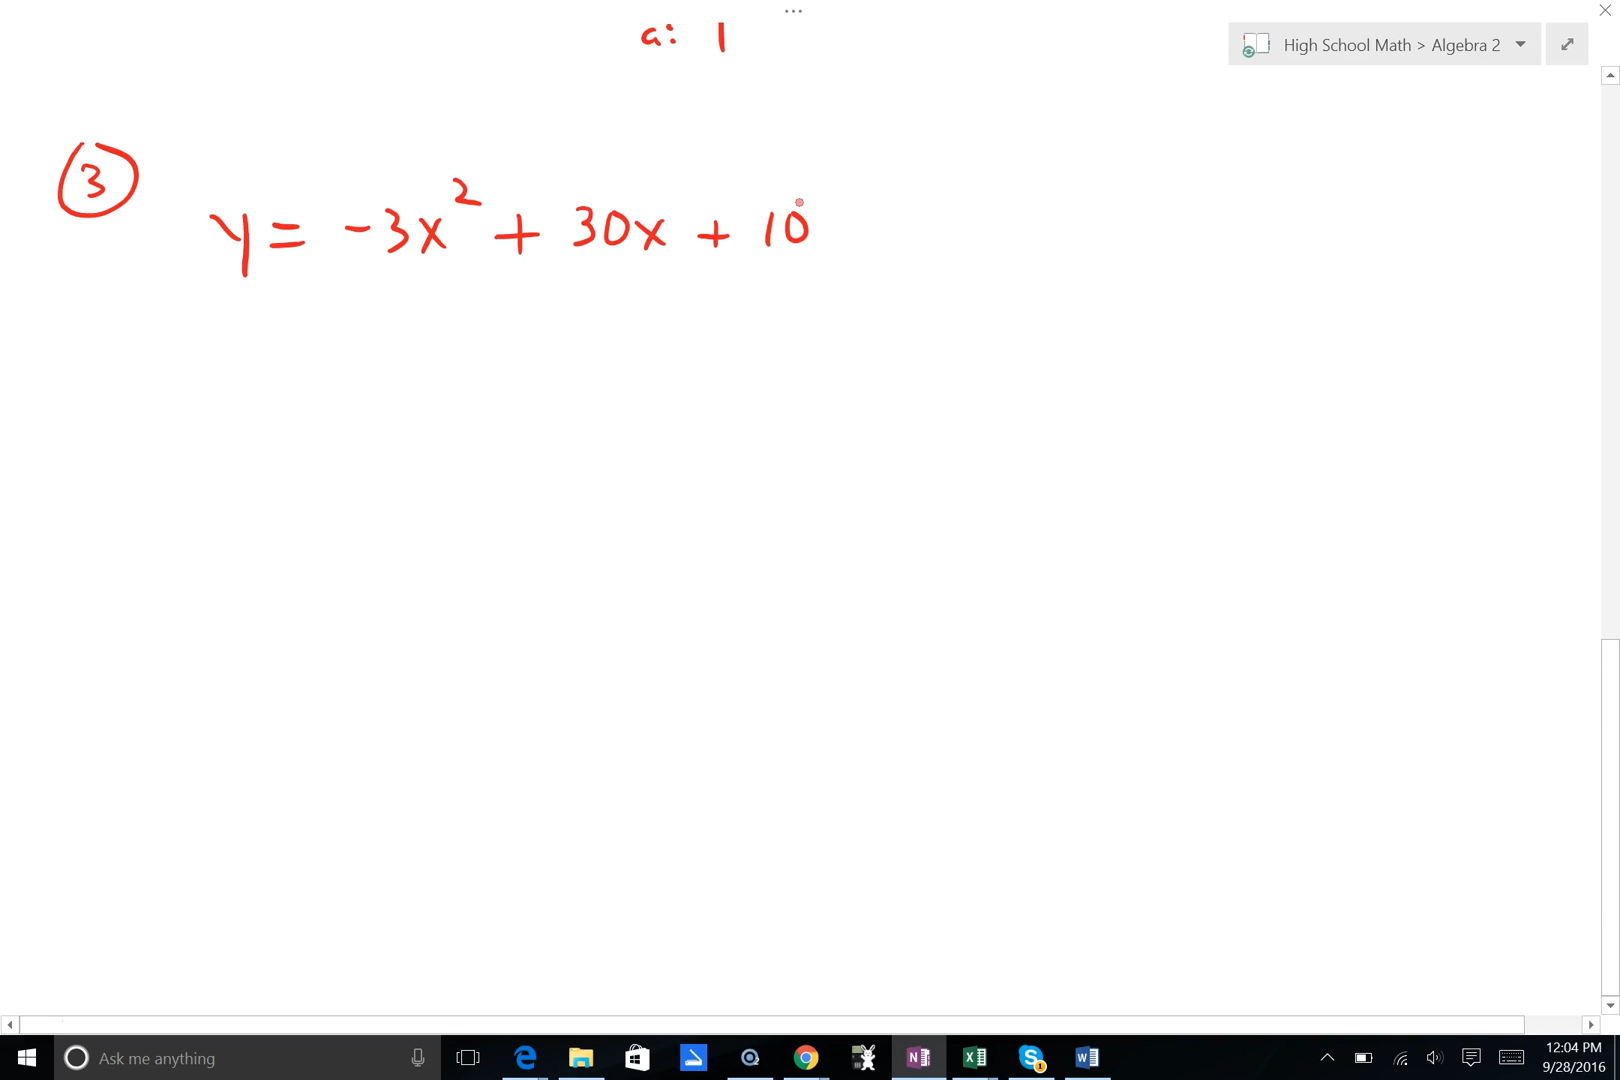 a: 1
High School Math > Algebra 2
3
y = -3x² + 30x + 10
Ask me anything
12:04 PM
9/28/2016